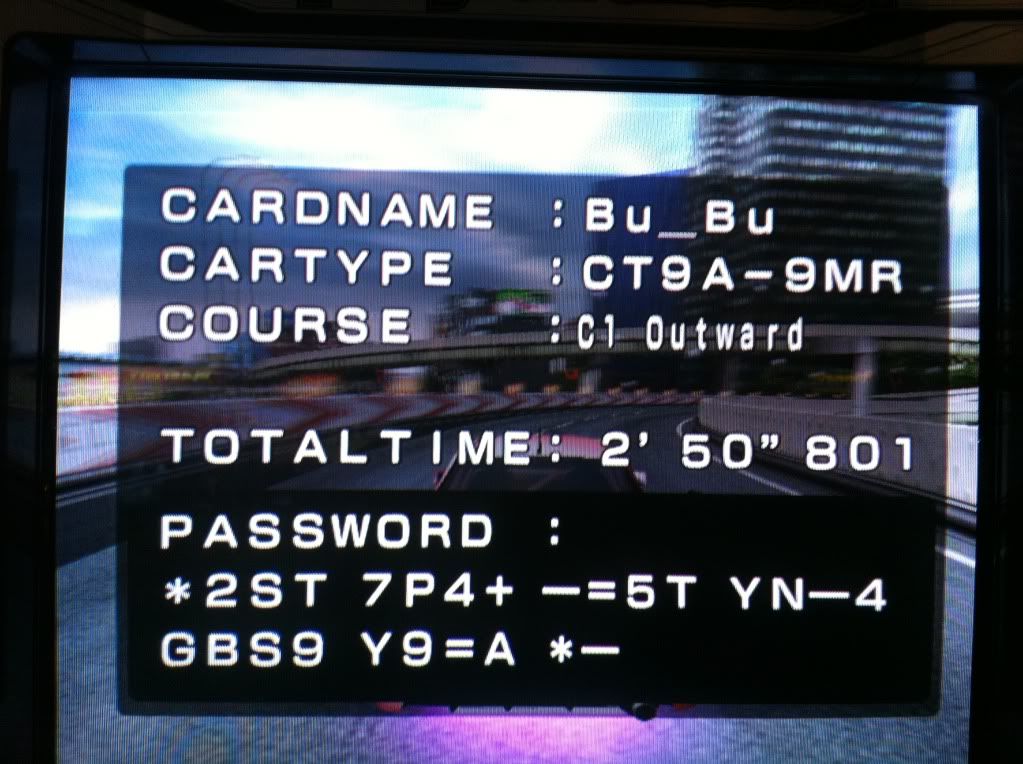 CARDNAME : Bu__Bu
CARTYPE : CT9A-9MR
COURSE : C1 Outward
TOTALTIME: 2' 50" 801
PASSWORD :
*2ST 7P4+ -=5T YN-4
GBS9 Y9=A *-